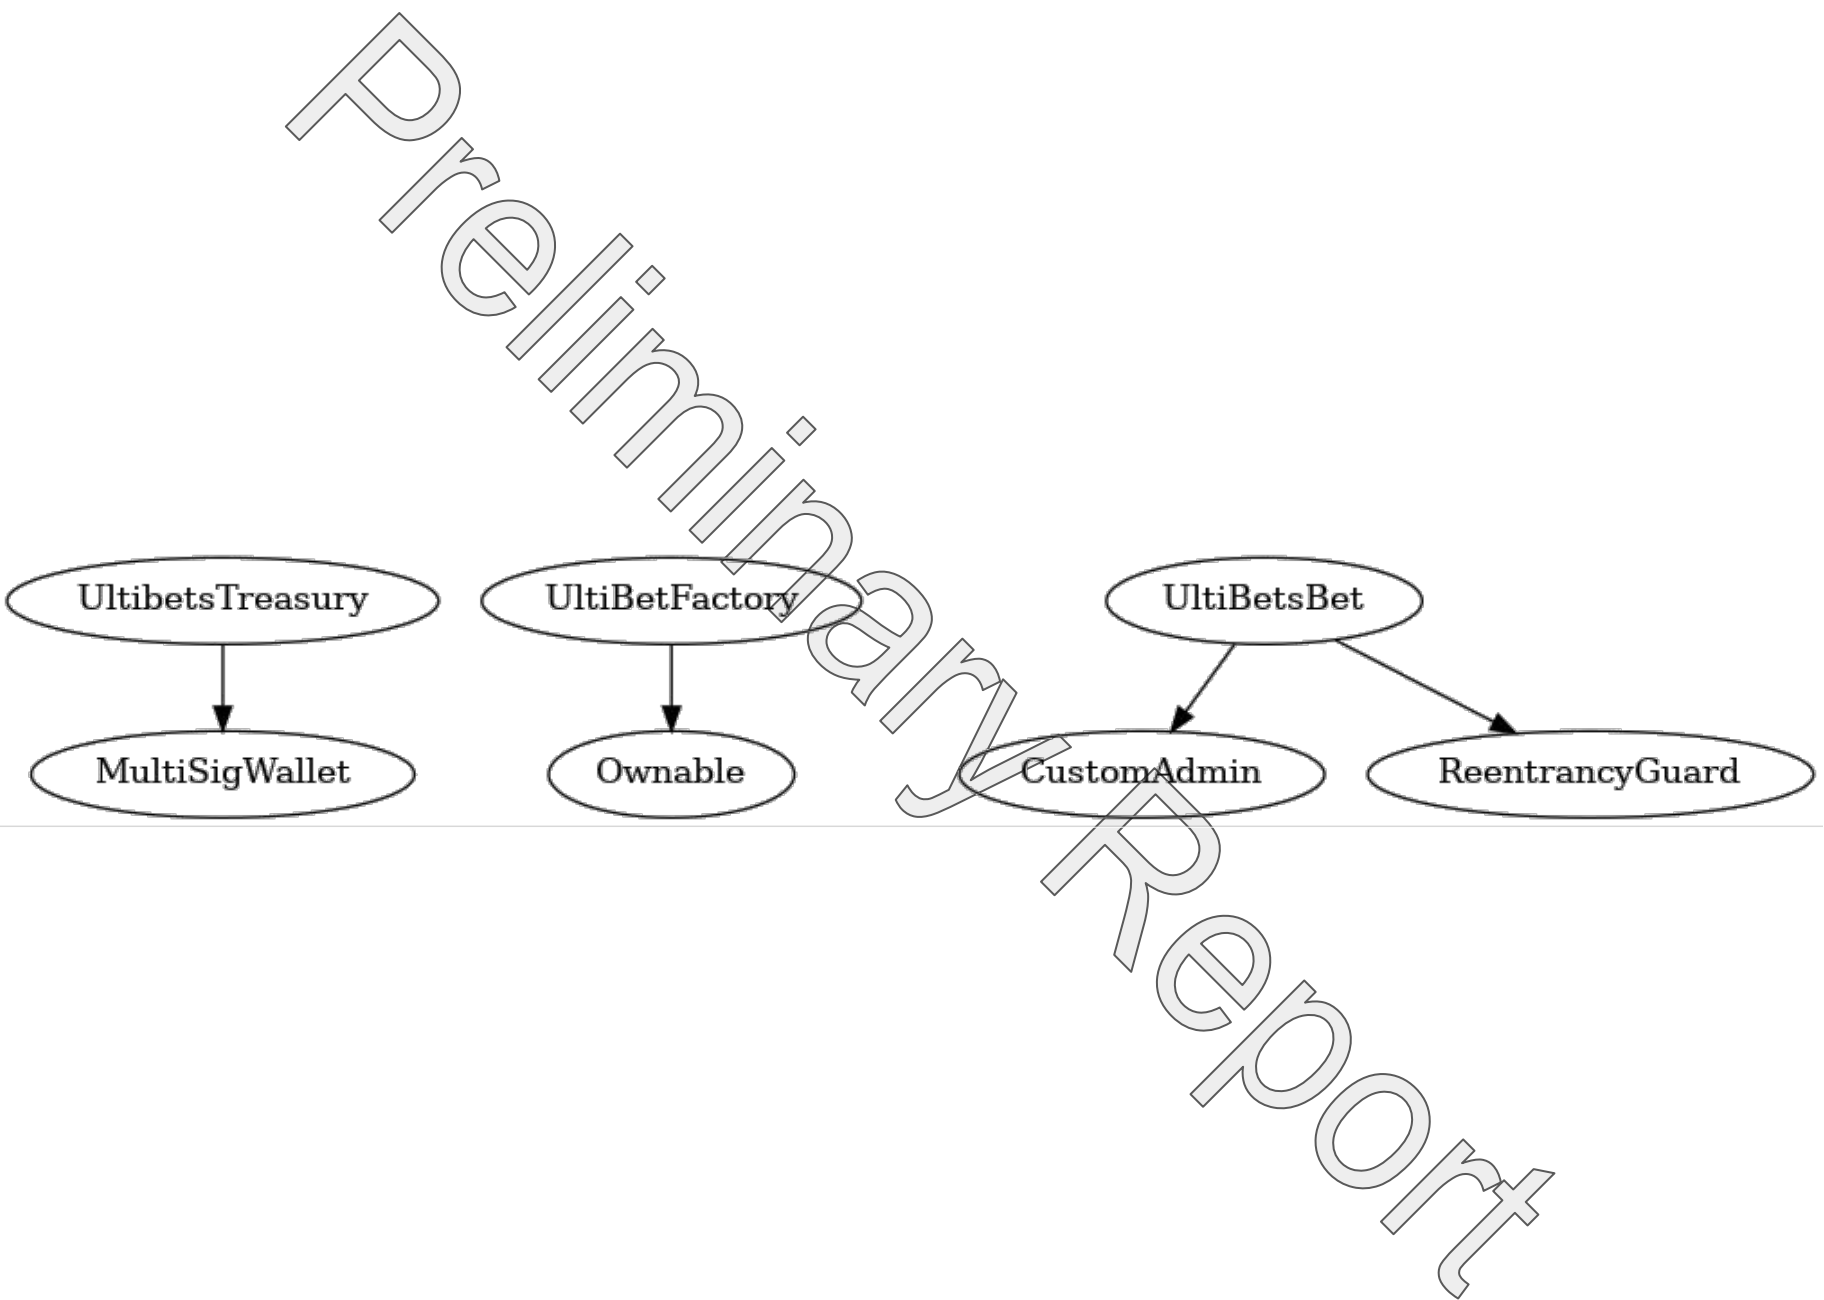 Preliminary Report
UltibetsTreasury
UltiBetFactory
UltiBetsBet
MultiSigWallet
Ownable
CustomAdmin
ReentrancyGuard